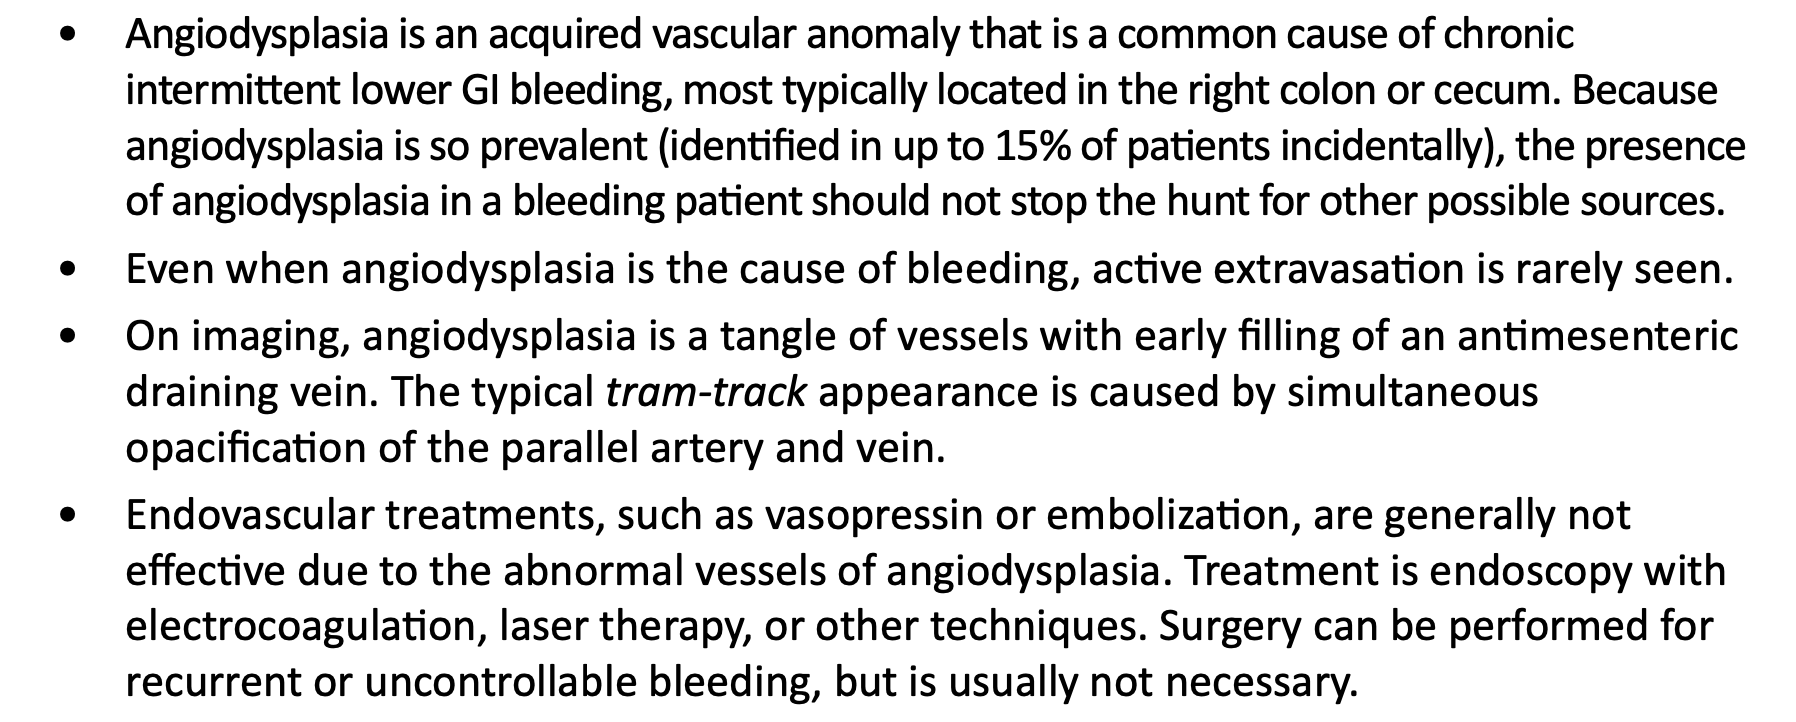 • Angiodysplasia is an acquired vascular anomaly that is a common cause of chronic
intermittent lower GI bleeding, most typically located in the right colon or cecum. Because
angiodysplasia is so prevalent (identified in up to 15% of patients incidentally), the presence
of angiodysplasia in a bleeding patient should not stop the hunt for other possible sources.
• Even when angiodysplasia is the cause of bleeding, active extravasation is rarely seen.
• On imaging, angiodysplasia is a tangle of vessels with early filling of an antimesenteric
draining vein. The typical tram-track appearance is caused by simultaneous
opacification of the parallel artery and vein.
• Endovascular treatments, such as vasopressin or embolization, are generally not
effective due to the abnormal vessels of angiodysplasia. Treatment is endoscopy with
electrocoagulation, laser therapy, or other techniques. Surgery can be performed for
recurrent or uncontrollable bleeding, but is usually not necessary.